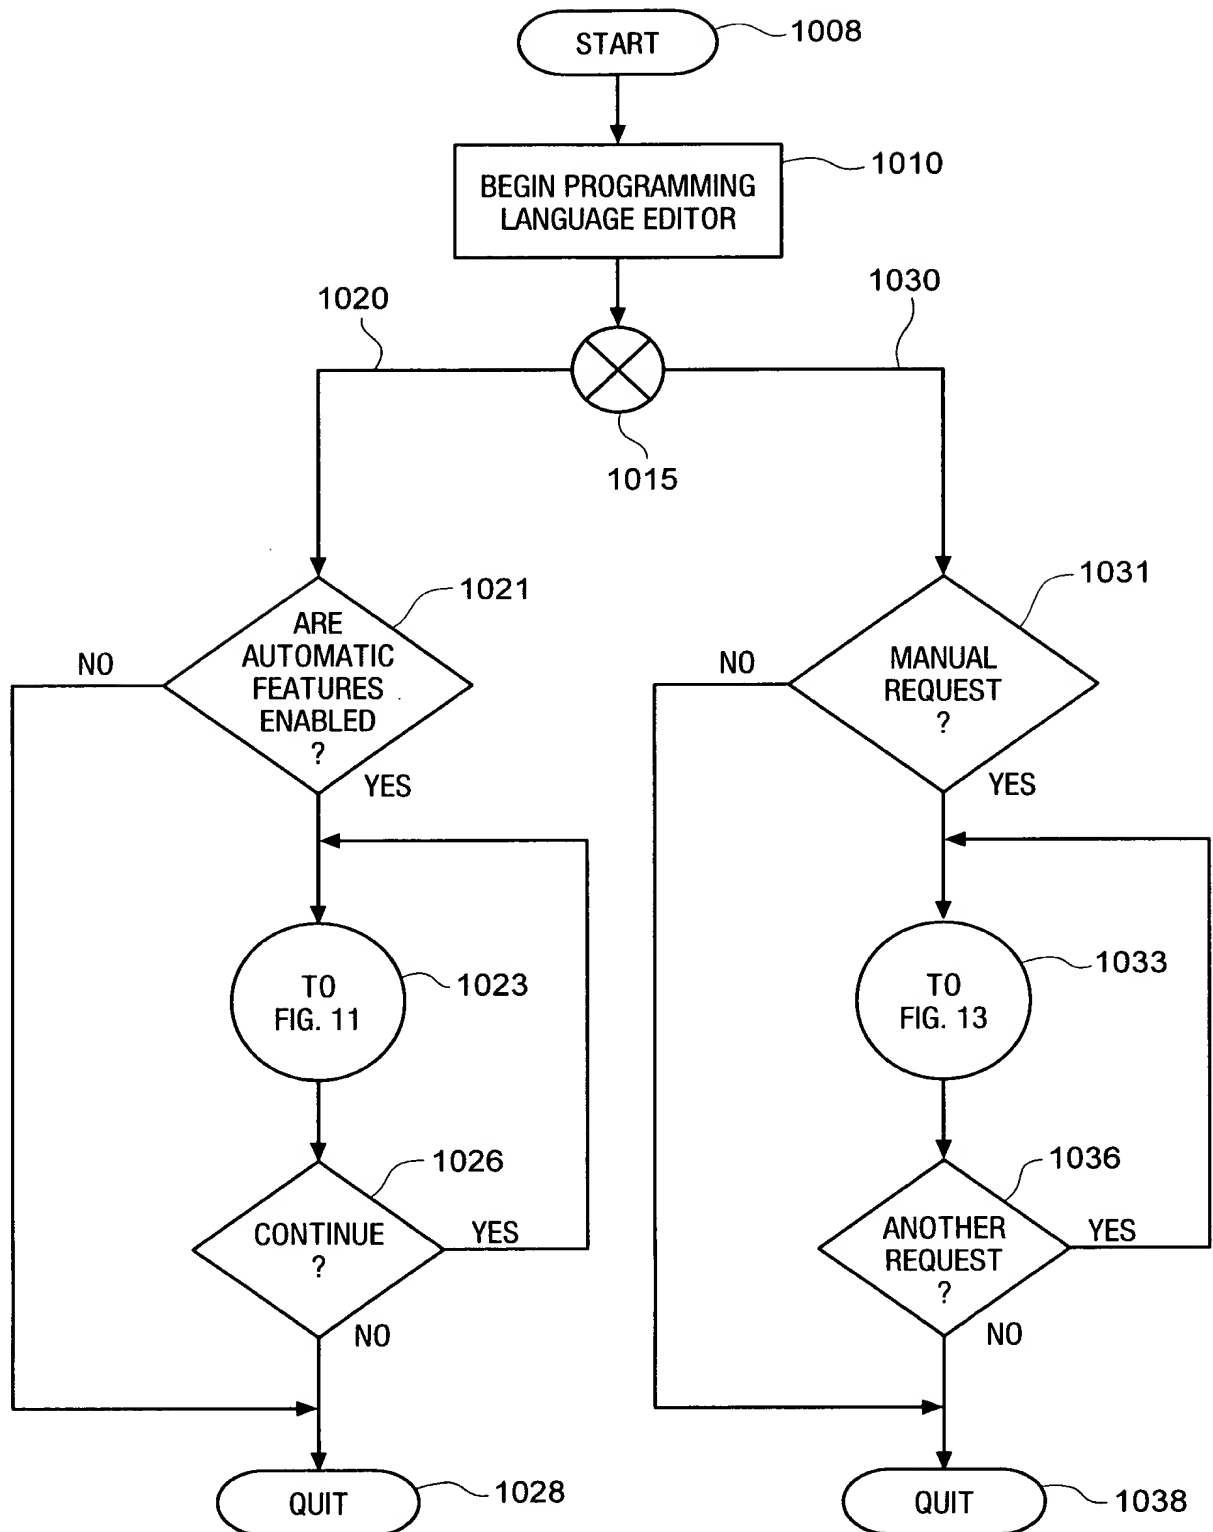 START
1008
BEGIN PROGRAMMING
LANGUAGE EDITOR
1010
1020
1030
1015
ARE
AUTOMATIC
FEATURES
ENABLED
?
1021
NO
YES
MANUAL
REQUEST
?
1031
NO
YES
TO
FIG. 11
1023
TO
FIG. 13
1033
CONTINUE
?
1026
YES
NO
ANOTHER
REQUEST
?
1036
YES
NO
QUIT
1028
QUIT
1038